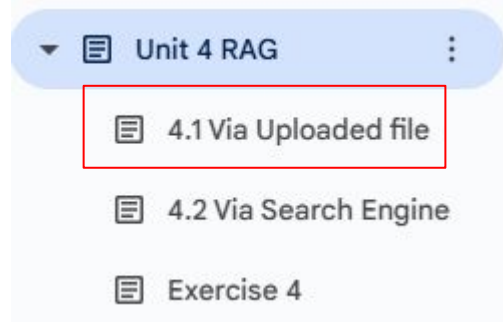 Unit 4 RAG
4.1 Via Uploaded file
4.2 Via Search Engine
Exercise 4